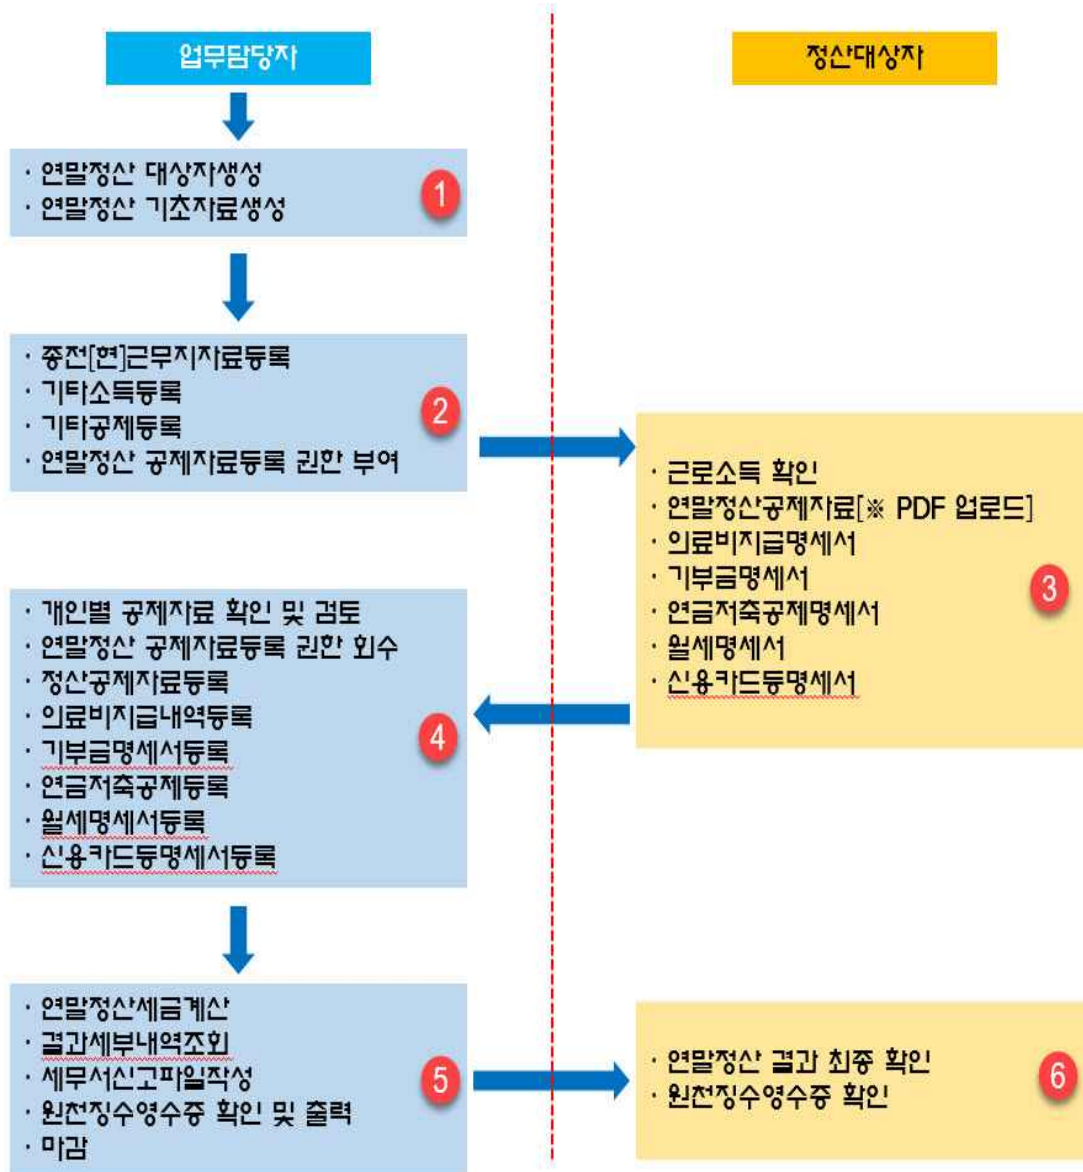 업무담당자
정산대상자
· 연말정산 대상자생성
· 연말정산 기초자료생성
1
· 종전[현]근무지자료등록
· 기타소득등록
· 기타공제등록
· 연말정산 공제자료등록 권한 부여
2
· 근로소득 확인
· 연말정산공제자료[※ PDF 업로드]
· 의료비지급명세서
· 기부금명세서
· 연금저축공제명세서
· 월세명세서
· 신용카드등명세서
3
· 개인별 공제자료 확인 및 검토
· 연말정산 공제자료등록 권한 회수
· 정산공제자료등록
· 의료비지급내역등록
· 기부금명세서등록
· 연금저축공제등록
· 월세명세서등록
· 신용카드등명세서등록
4
· 연말정산세금계산
· 결과세부내역조회
· 세무서신고파일작성
· 원천징수영수증 확인 및 출력
· 마감
5
· 연말정산 결과 최종 확인
· 원천징수영수증 확인
6